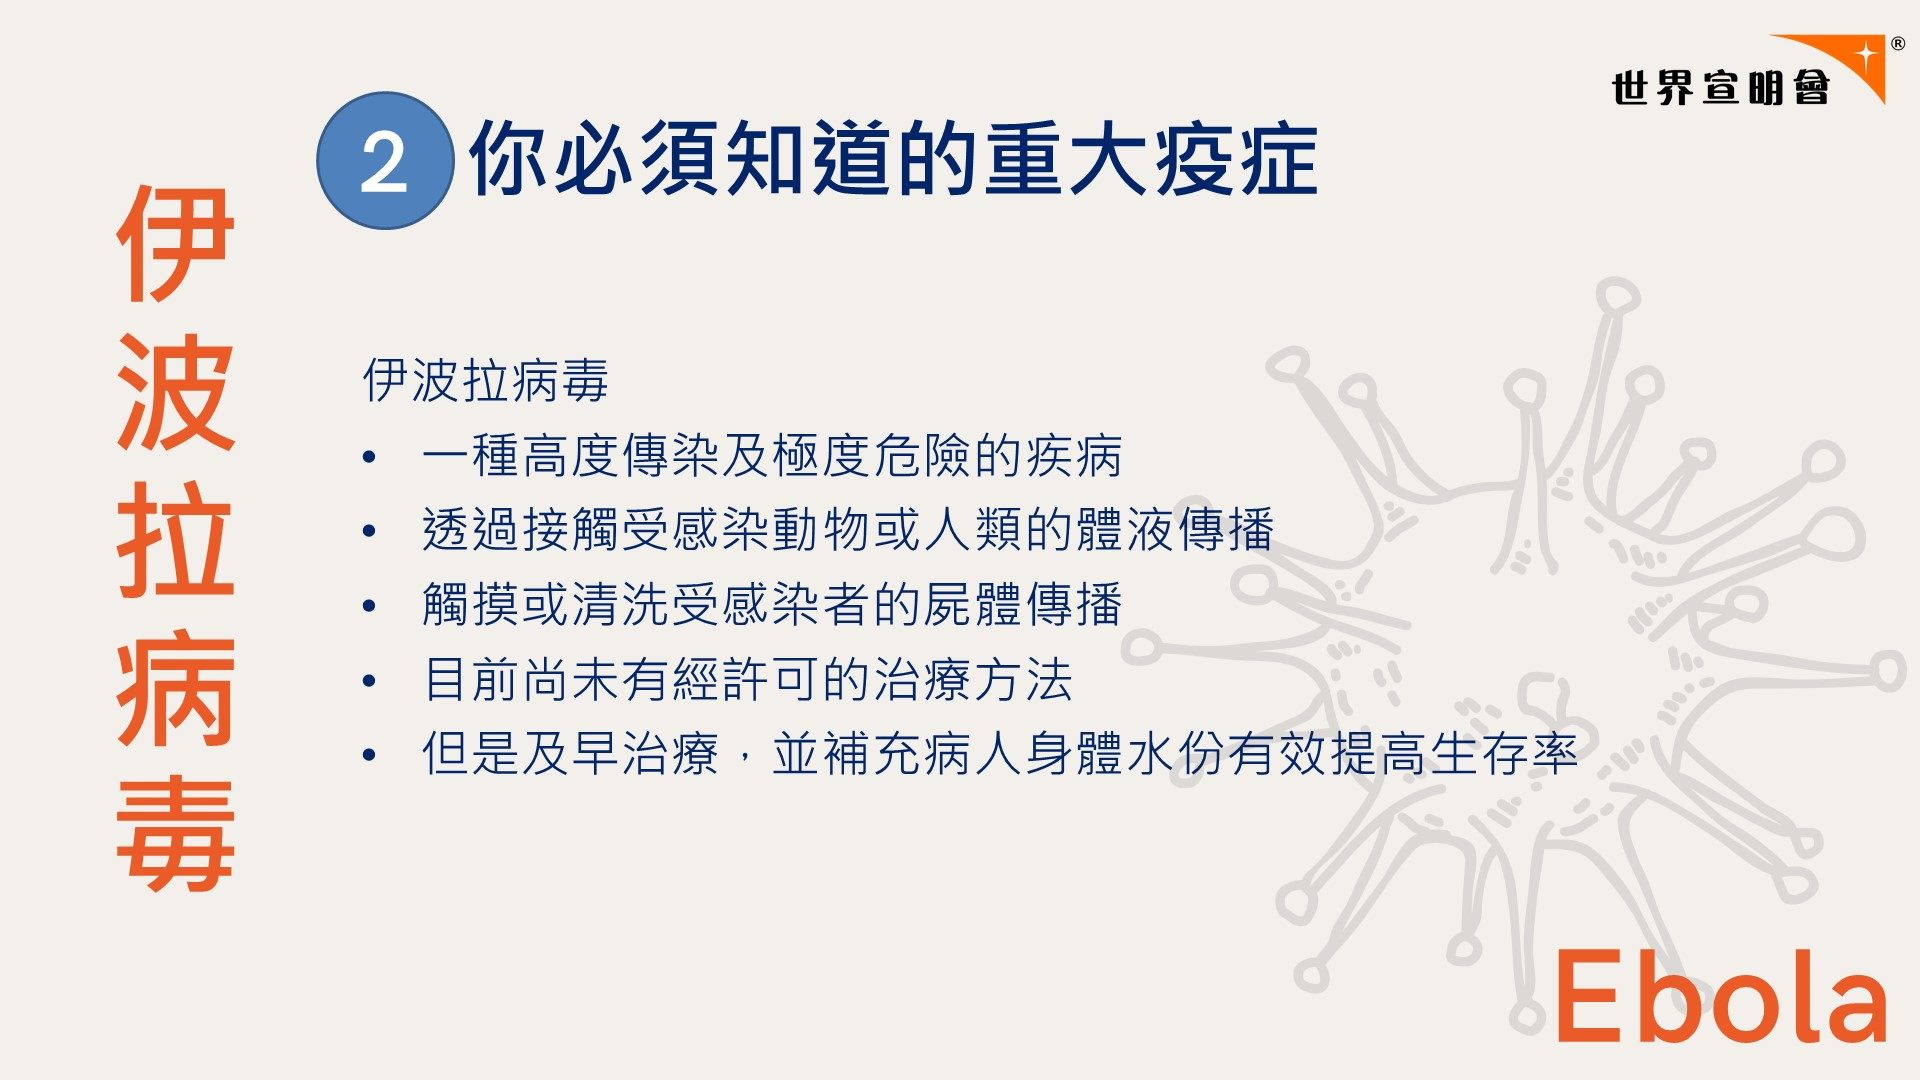 世界宣明會®
2 你必須知道的重大疫症
伊波拉病毒
伊波拉病毒
• 一種高度傳染及極度危險的疾病
• 透過接觸受感染動物或人類的體液傳播
• 觸摸或清洗受感染者的屍體傳播
• 目前尚未有經許可的治療方法
• 但是及早治療，並補充病人身體水份有效提高生存率
Ebola